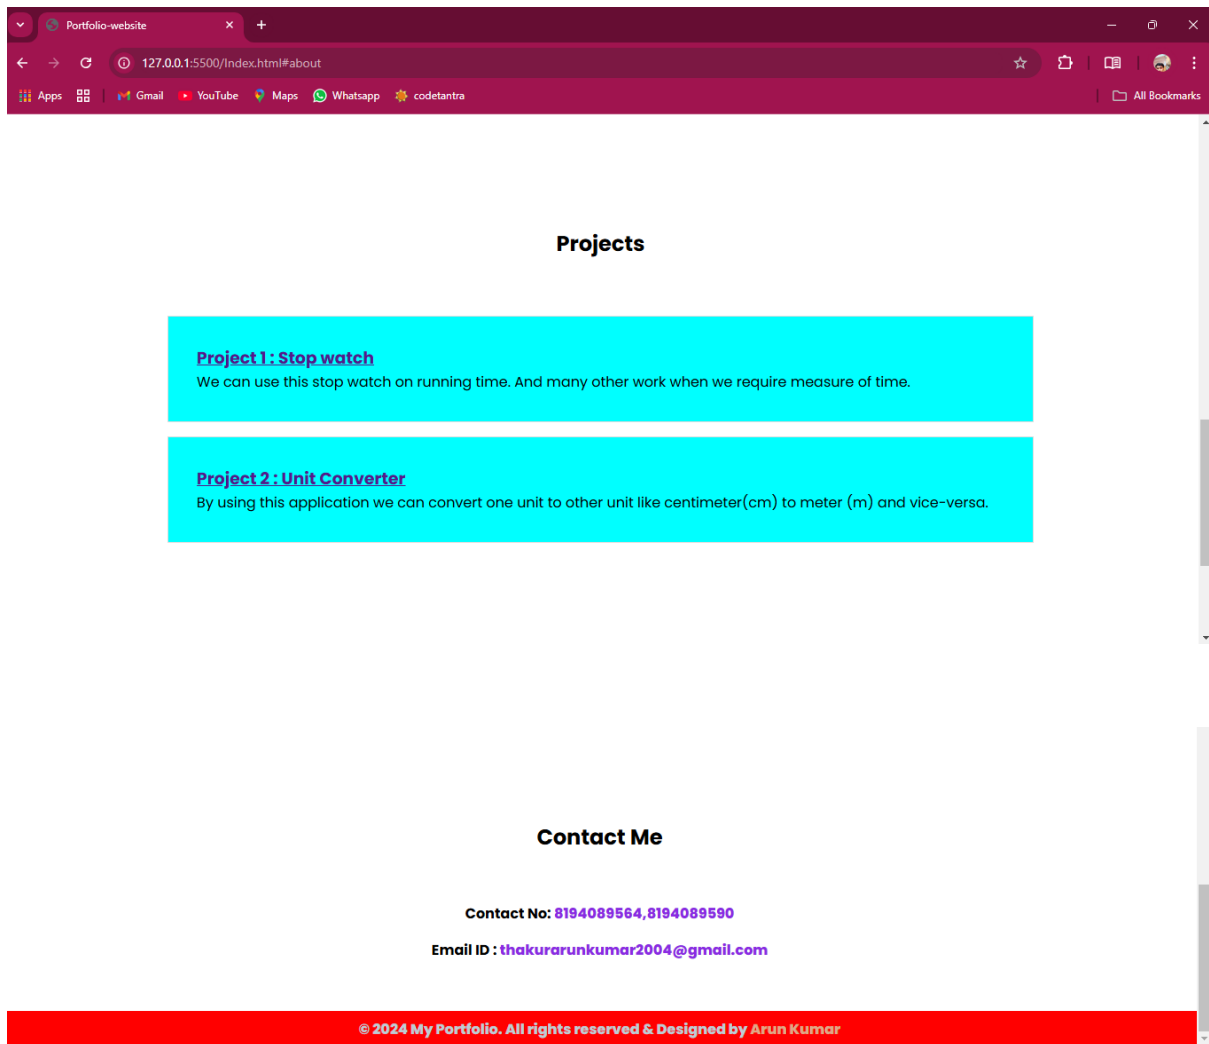 Portfolio-website
127.0.0.1:5500/Index.html#about
Apps Gmail YouTube Maps Whatsapp codetantra All Bookmarks
Projects
Project 1 : Stop watch
We can use this stop watch on running time. And many other work when we require measure of time.
Project 2 : Unit Converter
By using this application we can convert one unit to other unit like centimeter(cm) to meter (m) and vice-versa.
Contact Me
Contact No: 8194089564,8194089590
Email ID : thakurarunkumar2004@gmail.com
© 2024 My Portfolio. All rights reserved & Designed by Arun Kumar